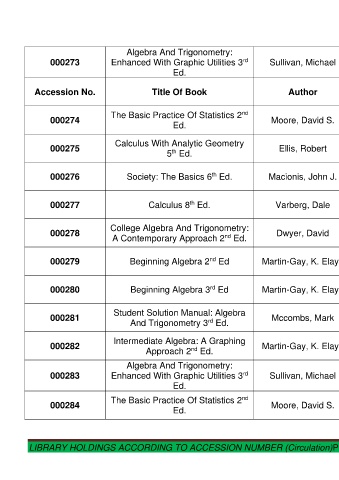 000273
Algebra And Trigonometry:
Enhanced With Graphic Utilities 3rd
Ed.
Sullivan, Michael
Accession No. Title Of Book Author
000274
The Basic Practice Of Statistics 2nd
Ed.
Moore, David S.
000275
Calculus With Analytic Geometry
5th Ed.
Ellis, Robert
000276 Society: The Basics 6th Ed. Macionis, John J.
000277 Calculus 8th Ed. Varberg, Dale
000278
College Algebra And Trigonometry:
A Contemporary Approach 2nd Ed.
Dwyer, David
000279 Beginning Algebra 2nd Ed Martin-Gay, K. Elay
000280 Beginning Algebra 3rd Ed Martin-Gay, K. Elay
000281
Student Solution Manual: Algebra
And Trigonometry 3rd Ed.
Mccombs, Mark
000282
Intermediate Algebra: A Graphing
Approach 2nd Ed.
Martin-Gay, K. Elay
000283
Algebra And Trigonometry:
Enhanced With Graphic Utilities 3rd
Ed.
Sullivan, Michael
000284
The Basic Practice Of Statistics 2nd
Ed.
Moore, David S.
LIBRARY HOLDINGS ACCORDING TO ACCESSION NUMBER (Circulation)P